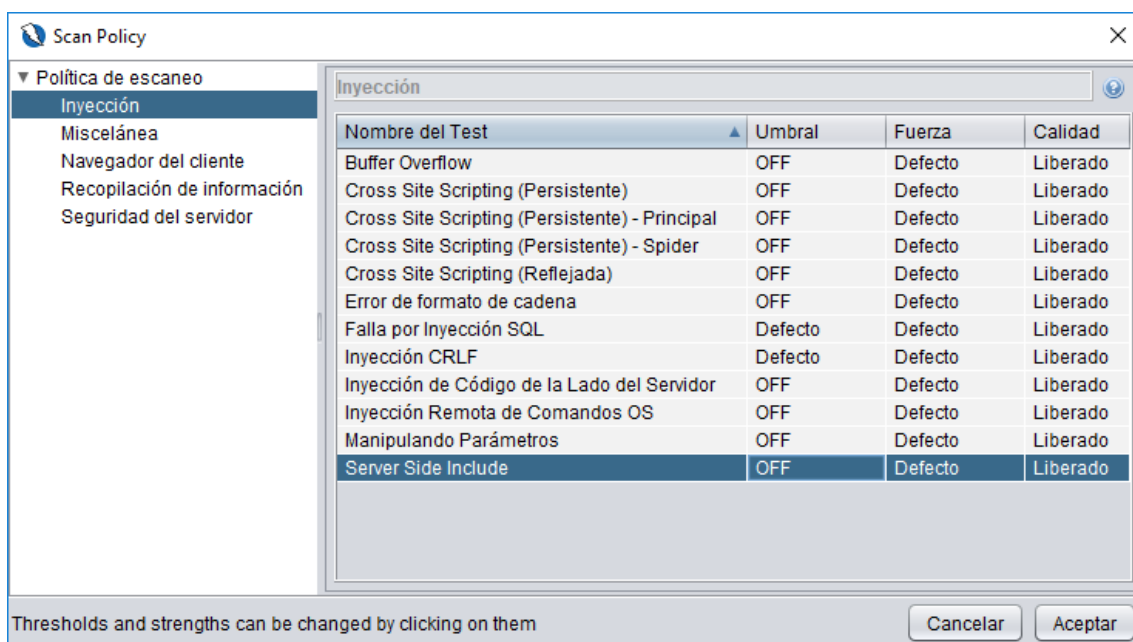 Scan Policy
Política de escaneo
Inyección
Miscelánea
Navegador del cliente
Recopilación de información
Seguridad del servidor
Inyección
Nombre del Test Umbral Fuerza Calidad
Buffer Overflow OFF Defecto Liberado
Cross Site Scripting (Persistente) OFF Defecto Liberado
Cross Site Scripting (Persistente) - Principal OFF Defecto Liberado
Cross Site Scripting (Persistente) - Spider OFF Defecto Liberado
Cross Site Scripting (Reflejada) OFF Defecto Liberado
Error de formato de cadena OFF Defecto Liberado
Falla por Inyección SQL Defecto Defecto Liberado
Inyección CRLF Defecto Defecto Liberado
Inyección de Código de la Lado del Servidor OFF Defecto Liberado
Inyección Remota de Comandos OS OFF Defecto Liberado
Manipulando Parámetros OFF Defecto Liberado
Server Side Include OFF Defecto Liberado
Thresholds and strengths can be changed by clicking on them Cancelar Aceptar